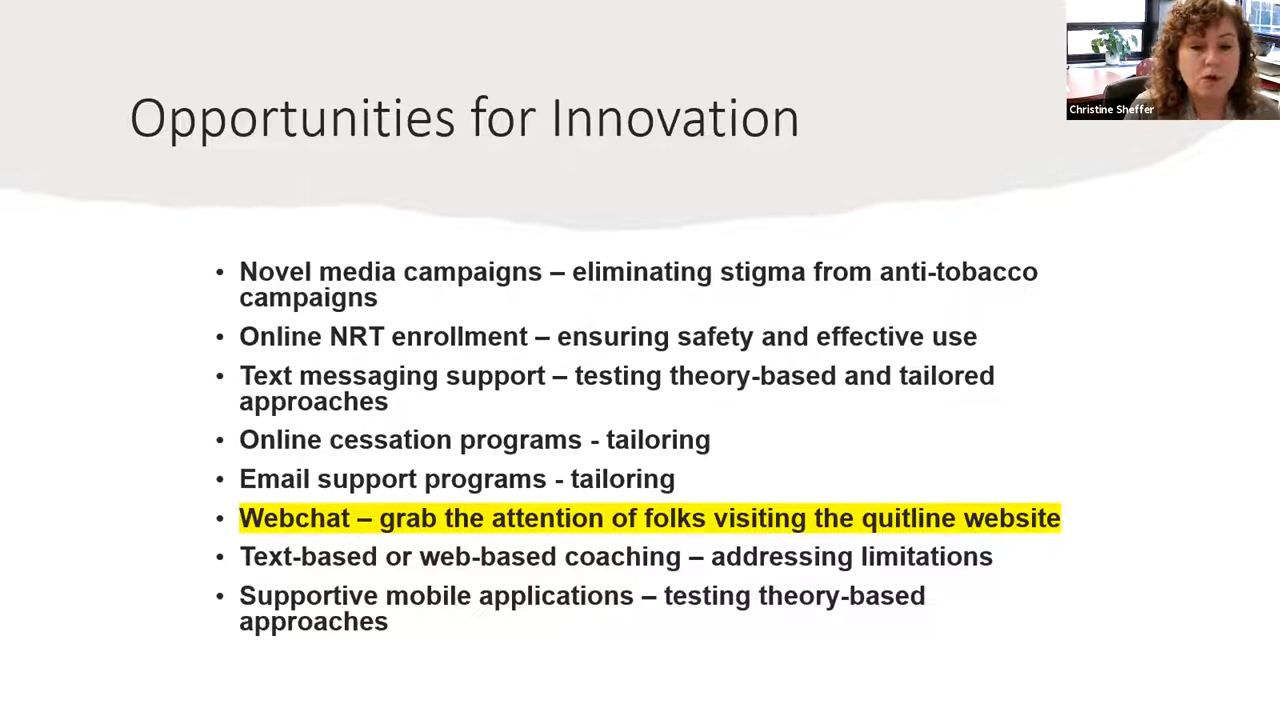 Christine Sheffer
Opportunities for Innovation
• Novel media campaigns – eliminating stigma from anti-tobacco
campaigns
• Online NRT enrollment – ensuring safety and effective use
• Text messaging support – testing theory-based and tailored
approaches
• Online cessation programs - tailoring
• Email support programs - tailoring
• Webchat – grab the attention of folks visiting the quitline website
• Text-based or web-based coaching – addressing limitations
• Supportive mobile applications – testing theory-based
approaches